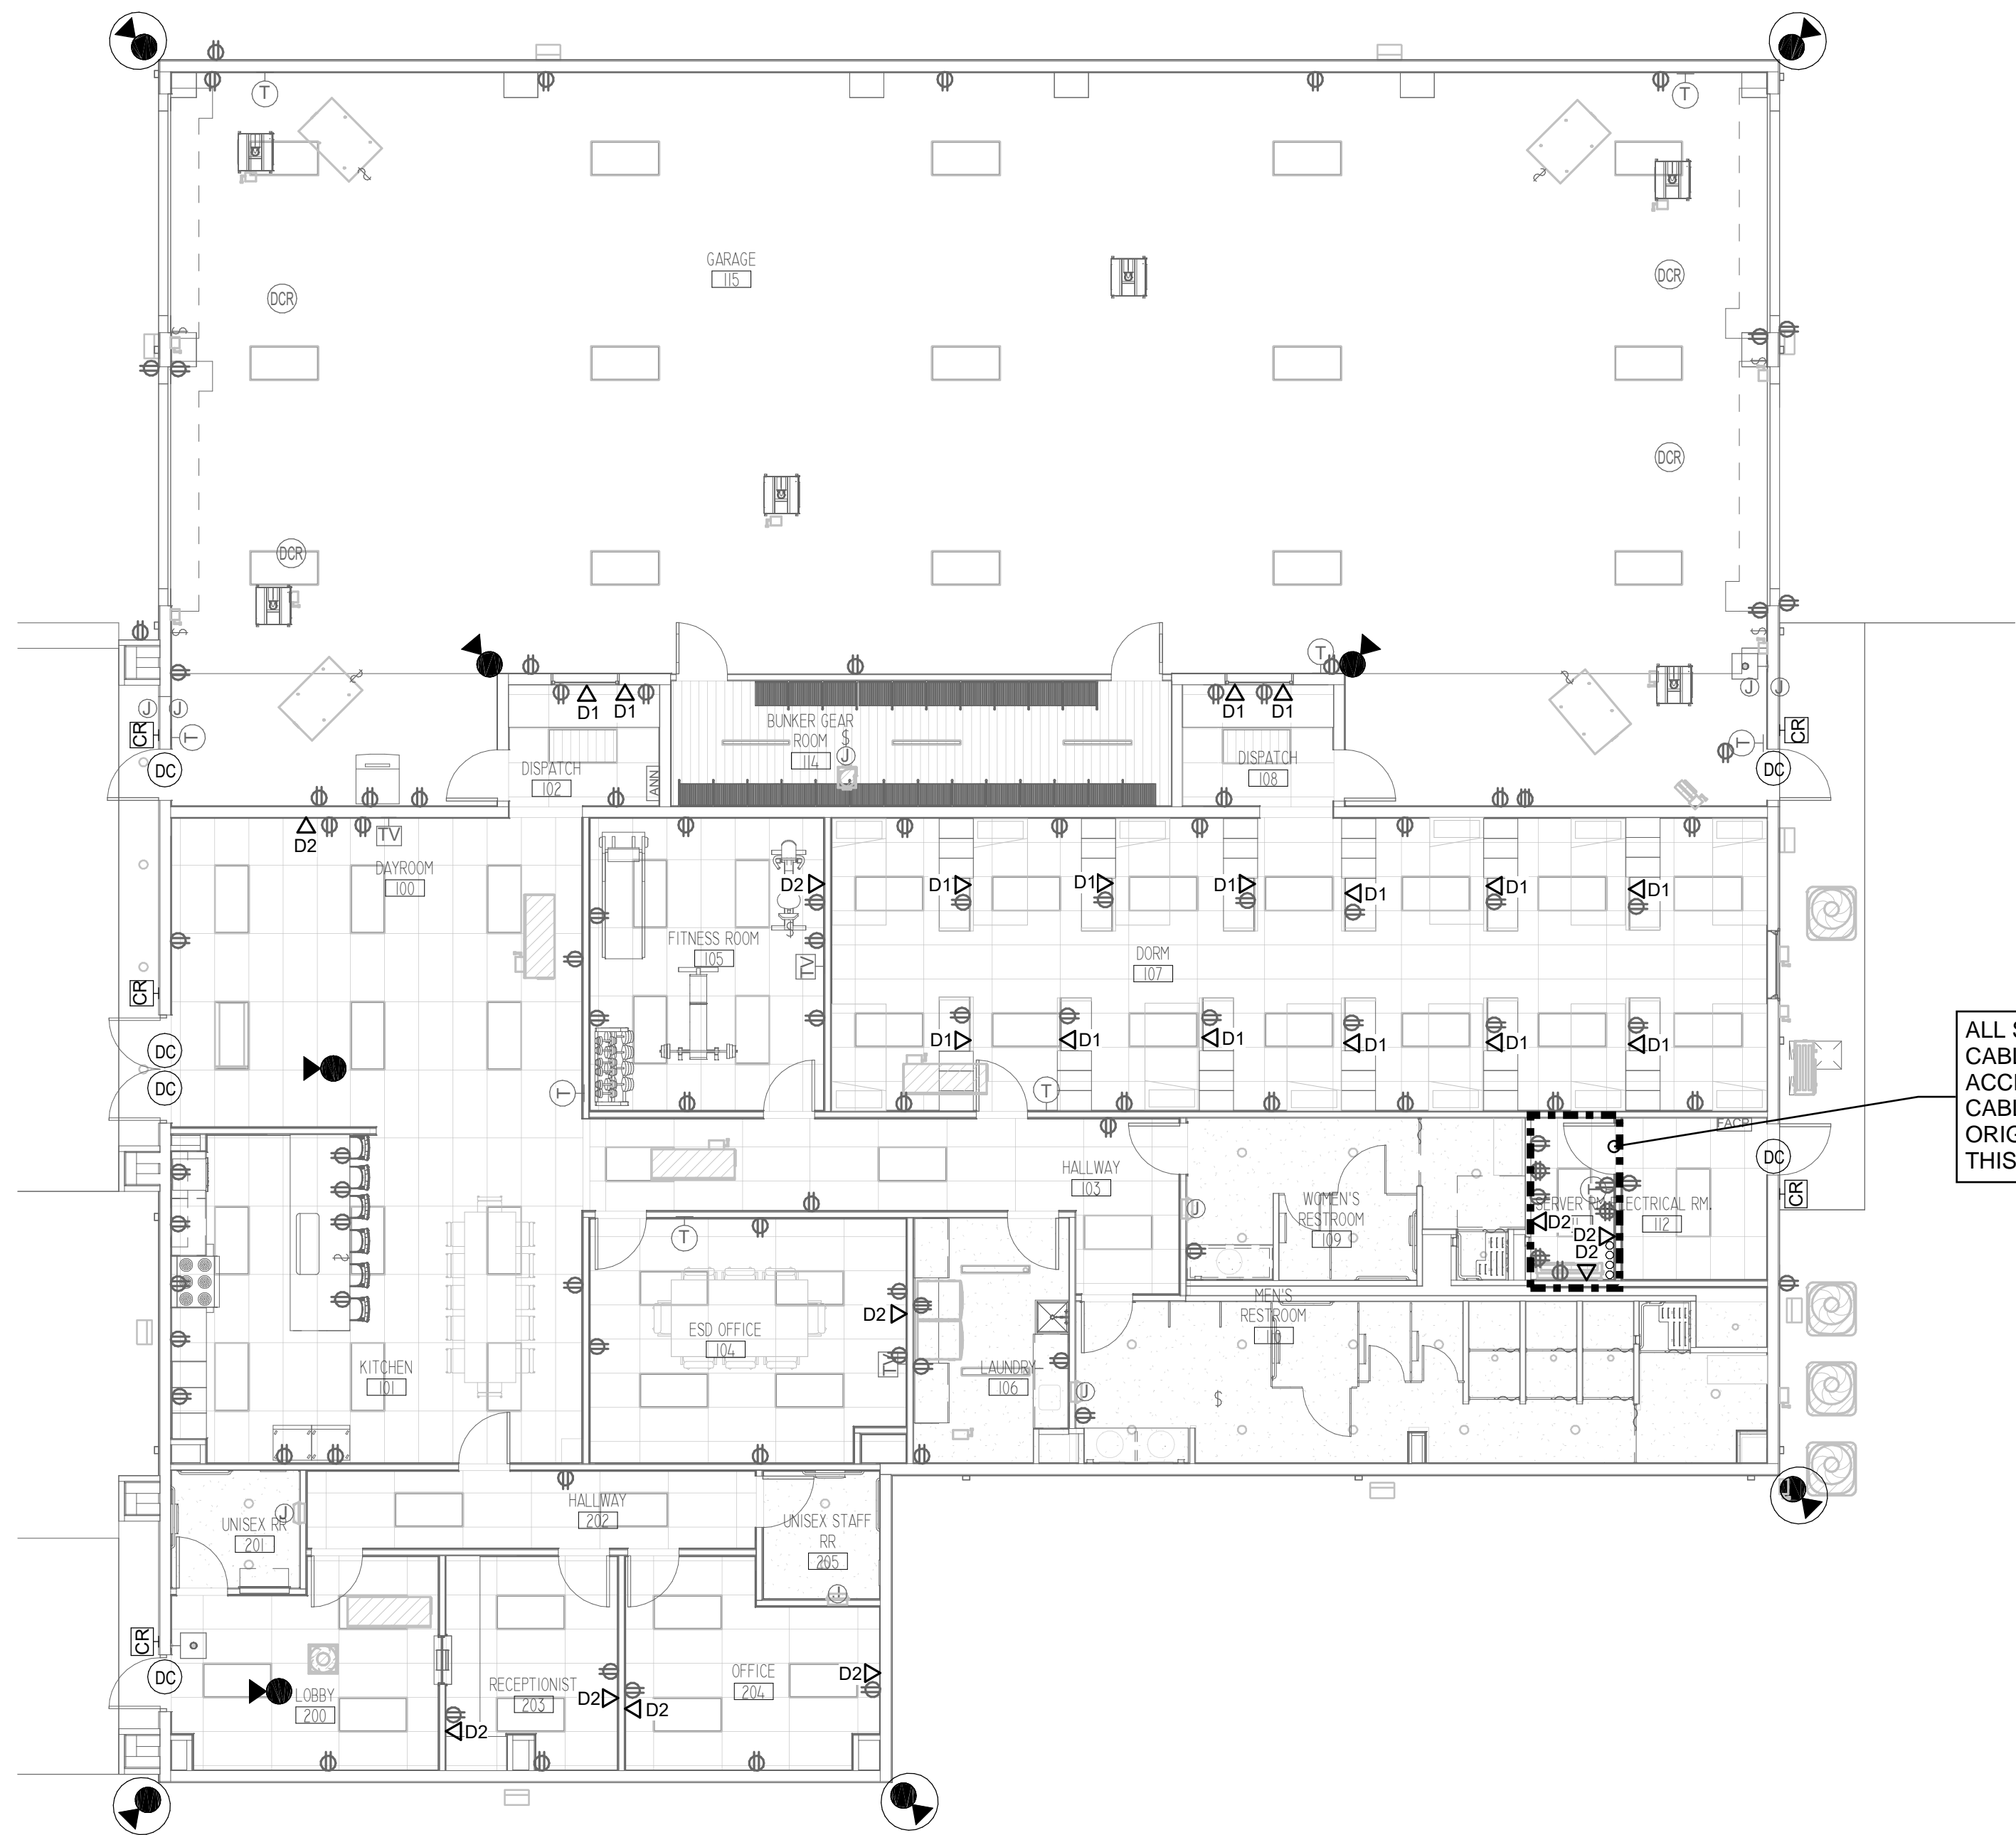 T
T
GARAGE
115
DCR
DCR
DCR
DCR
$
$
$
$
T
J
J
CR
T
DC
D1
D1
BUNKER GEAR
ROOM
114
$
J
D1
D1
DISPATCH
102
ANN
DISPATCH
108
J
J
CR
T
DC
D2
TV
DAYROOM
100
D2
$
FITNESS ROOM
105
TV
D1
D1
D1
D1
D1
D1
DORM
107
CR
D1
D1
D1
D1
D1
D1
DC
DC
T
T
ALL S
CABI
ACCE
CABI
ORIG
THIS
FACP
DC
CR
HALLWAY
103
J
WOMEN'S
RESTROOM
109
SERVER RM.
ELECTRICAL RM.
112
T
D2
D2
D2
T
D2
ESD OFFICE
104
TV
MEN'S
RESTROOM
110
KITCHEN
101
LAUNDRY
106
J
$
HALLWAY
202
J
UNISEX RR
201
UNISEX STAFF
RR
205
J
CR
DC
LOBBY
200
RECEPTIONIST
203
D2
D2
OFFICE
204
D2
D2